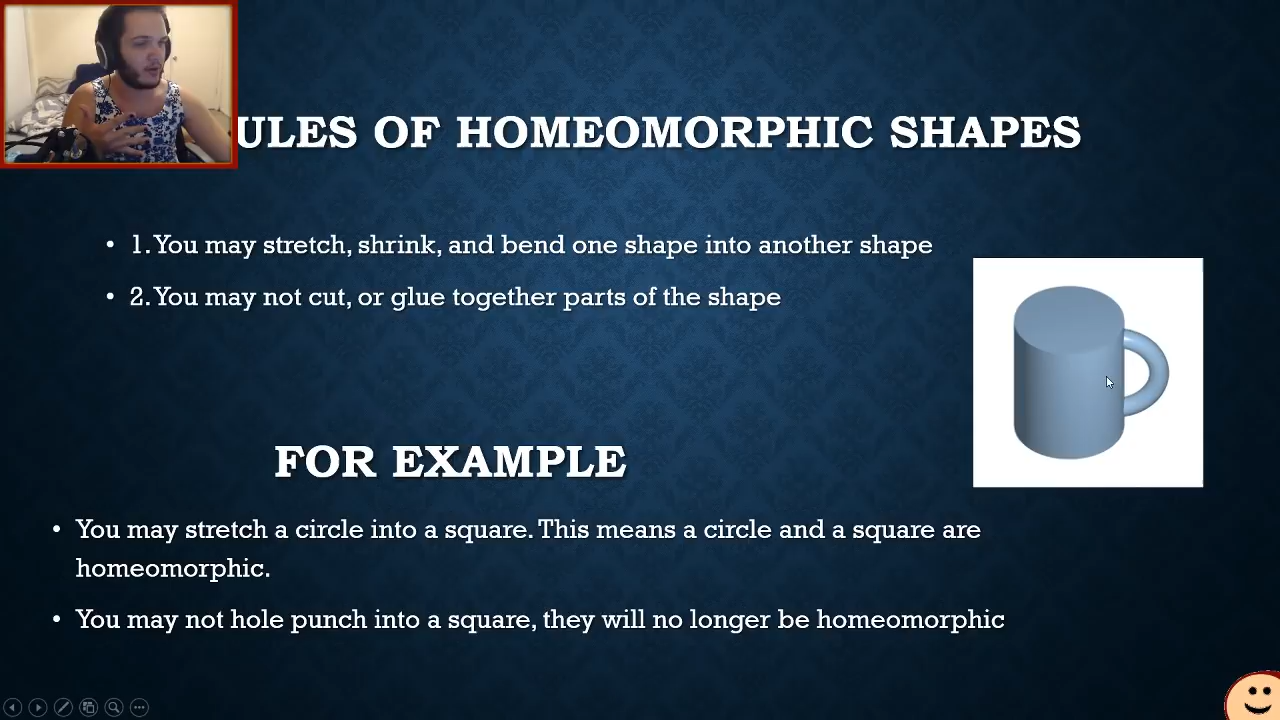 ULES OF HOMEOMORPHIC SHAPES
• 1. You may stretch, shrink, and bend one shape into another shape
• 2. You may not cut, or glue together parts of the shape
FOR EXAMPLE
• You may stretch a circle into a square. This means a circle and a square are
homeomorphic.
• You may not hole punch into a square, they will no longer be homeomorphic